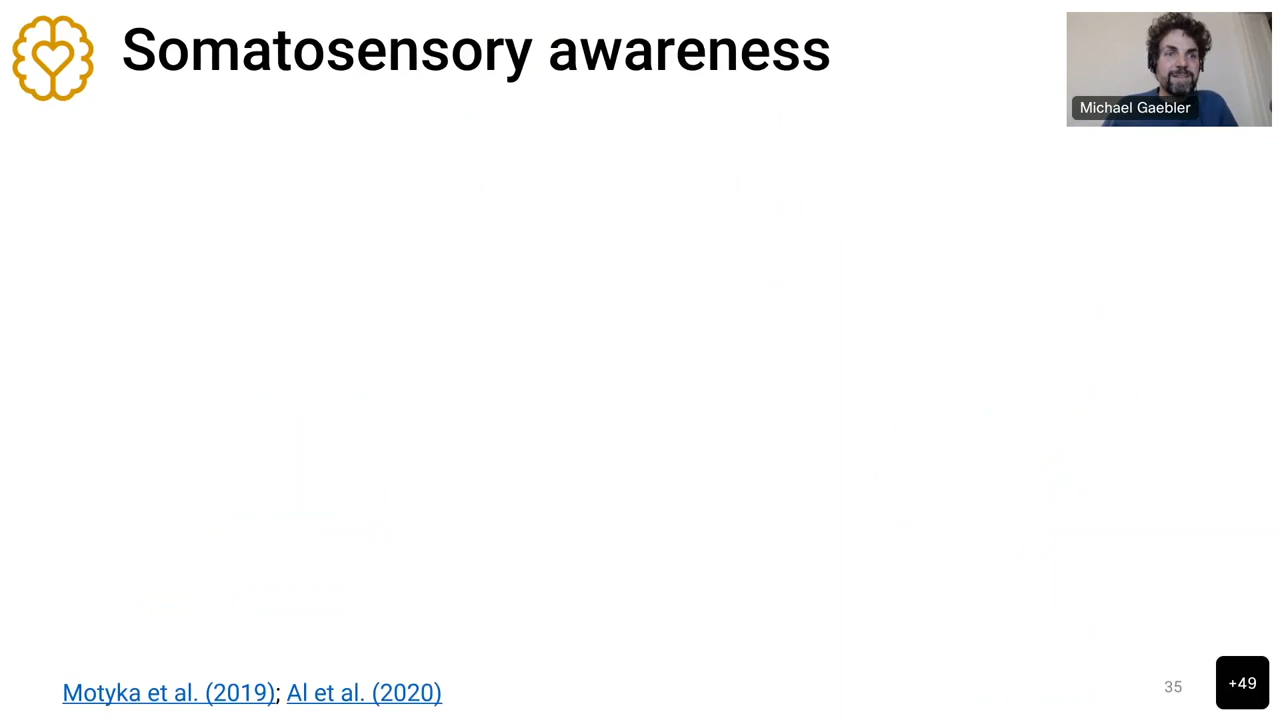 Somatosensory awareness
Michael Gaebler
Motyka et al. (2019); Al et al. (2020)
35
+49